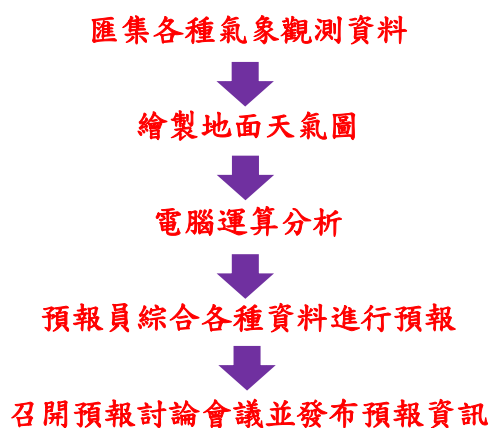 匯集各種氣象觀測資料
繪製地面天氣圖
電腦運算分析
預報員綜合各種資料進行預報
召開預報討論會議並發布預報資訊